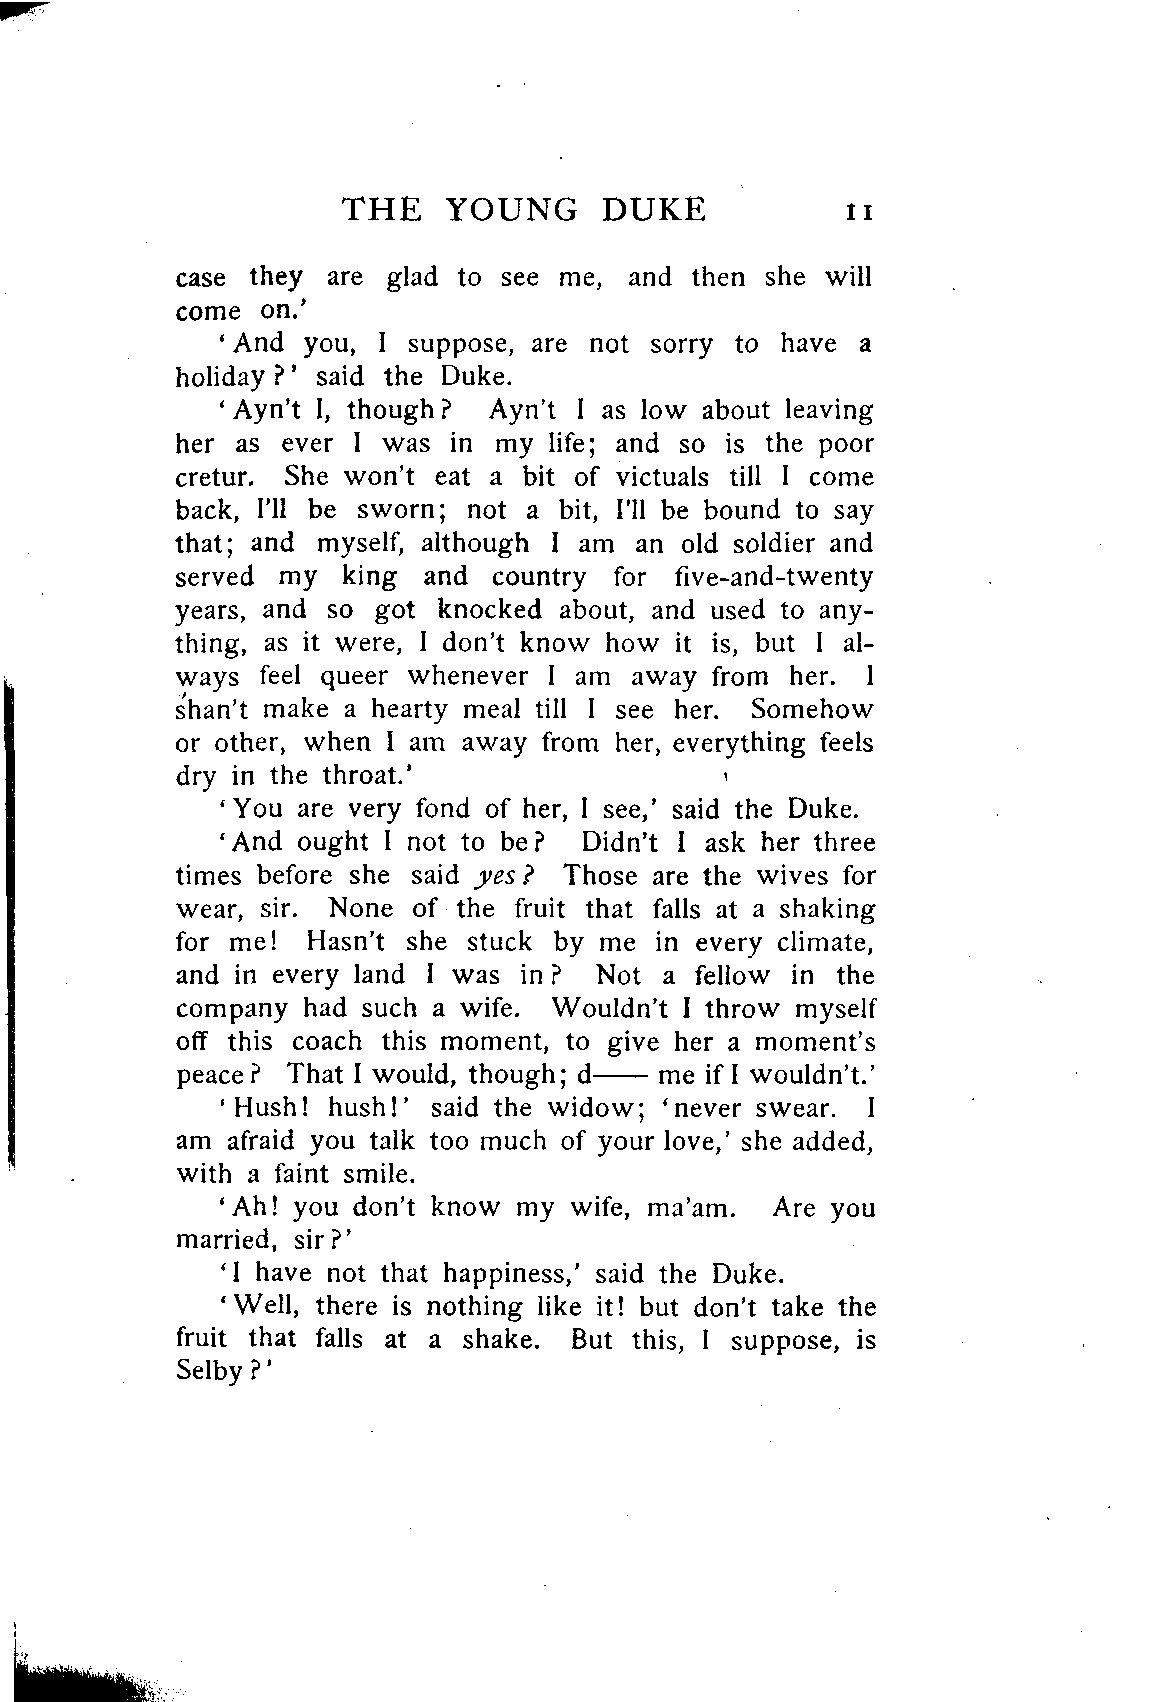 THE YOUNG DUKE 11
case they are glad to see me, and then she will
come on.'
'And you, I suppose, are not sorry to have a
holiday?' said the Duke.
'Ayn't I, though? Ayn't I as low about leaving
her as ever I was in my life; and so is the poor
cretur. She won't eat a bit of victuals till I come
back, I'll be sworn; not a bit, I'll be bound to say
that; and myself, although I am an old soldier and
served my king and country for five-and-twenty
years, and so got knocked about, and used to any-
thing, as it were, I don't know how it is, but I al-
ways feel queer whenever I am away from her. I
shan't make a hearty meal till I see her. Somehow
or other, when I am away from her, everything feels
dry in the throat.'
'You are very fond of her, I see,' said the Duke.
'And ought I not to be? Didn't I ask her three
times before she said yes? Those are the wives for
wear, sir. None of the fruit that falls at a shaking
for me! Hasn't she stuck by me in every climate,
and in every land I was in? Not a fellow in the
company had such a wife. Wouldn't I throw myself
off this coach this moment, to give her a moment's
peace? That I would, though; d—— me if I wouldn't.'
'Hush! hush!' said the widow; 'never swear. I
am afraid you talk too much of your love,' she added,
with a faint smile.
'Ah! you don't know my wife, ma'am. Are you
married, sir?'
'I have not that happiness,' said the Duke.
'Well, there is nothing like it! but don't take the
fruit that falls at a shake. But this, I suppose, is
Selby?'